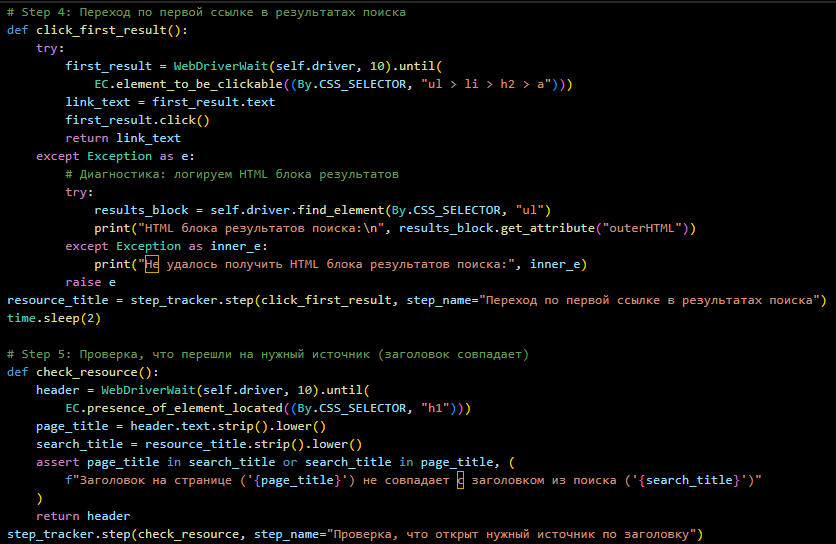 # Step 4: Переход по первой ссылке в результатах поиска
def click_first_result():
    try:
        first_result = WebDriverWait(self.driver, 10).until(
            EC.element_to_be_clickable((By.CSS_SELECTOR, "ul > li > h2 > a")))
        link_text = first_result.text
        first_result.click()
        return link_text
    except Exception as e:
        # Диагностика: логируем HTML блока результатов
        try:
            results_block = self.driver.find_element(By.CSS_SELECTOR, "ul")
            print("HTML блока результатов поиска:\n", results_block.get_attribute("outerHTML"))
        except Exception as inner_e:
            print("Не удалось получить HTML блока результатов поиска:", inner_e)
        raise e
resource_title = step_tracker.step(click_first_result, step_name="Переход по первой ссылке в результатах поиска")
time.sleep(2)

# Step 5: Проверка, что перешли на нужный источник (заголовок совпадает)
def check_resource():
    header = WebDriverWait(self.driver, 10).until(
        EC.presence_of_element_located((By.CSS_SELECTOR, "h1")))
    page_title = header.text.strip().lower()
    search_title = resource_title.strip().lower()
    assert page_title in search_title or search_title in page_title, (
        f"Заголовок на странице ('{page_title}') не совпадает с заголовком из поиска ('{search_title}')"
    )
    return header
step_tracker.step(check_resource, step_name="Проверка, что открыт нужный источник по заголовку")